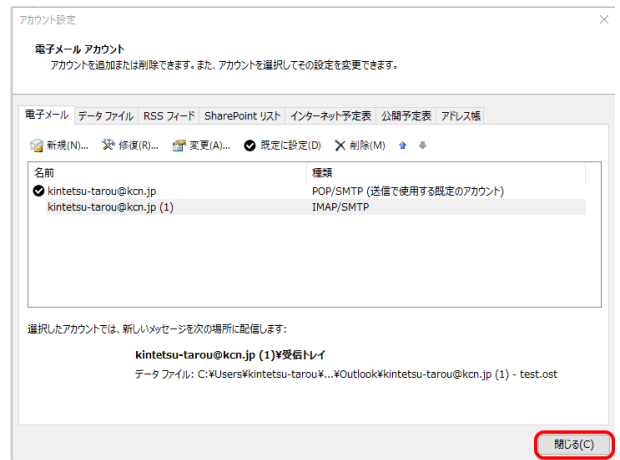 アカウント設定
電子メール アカウント
アカウントを追加または削除できます。また、アカウントを選択してその設定を変更できます。
電子メール データ ファイル RSS フィード SharePoint リスト インターネット予定表 公開予定表 アドレス帳
新規(N)... 修復(R)... 変更(A)... 既定に設定(D) 削除(M)
名前 種類
kintetsu-tarou@kcn.jp POP/SMTP (送信で使用する既定のアカウント)
kintetsu-tarou@kcn.jp (1) IMAP/SMTP
選択したアカウントでは、新しいメッセージを次の場所に配信します:
kintetsu-tarou@kcn.jp (1)¥受信トレイ
データ ファイル: C:¥Users¥kintetsu-tarou¥...¥Outlook¥kintetsu-tarou@kcn.jp (1) - test.ost
閉じる(C)